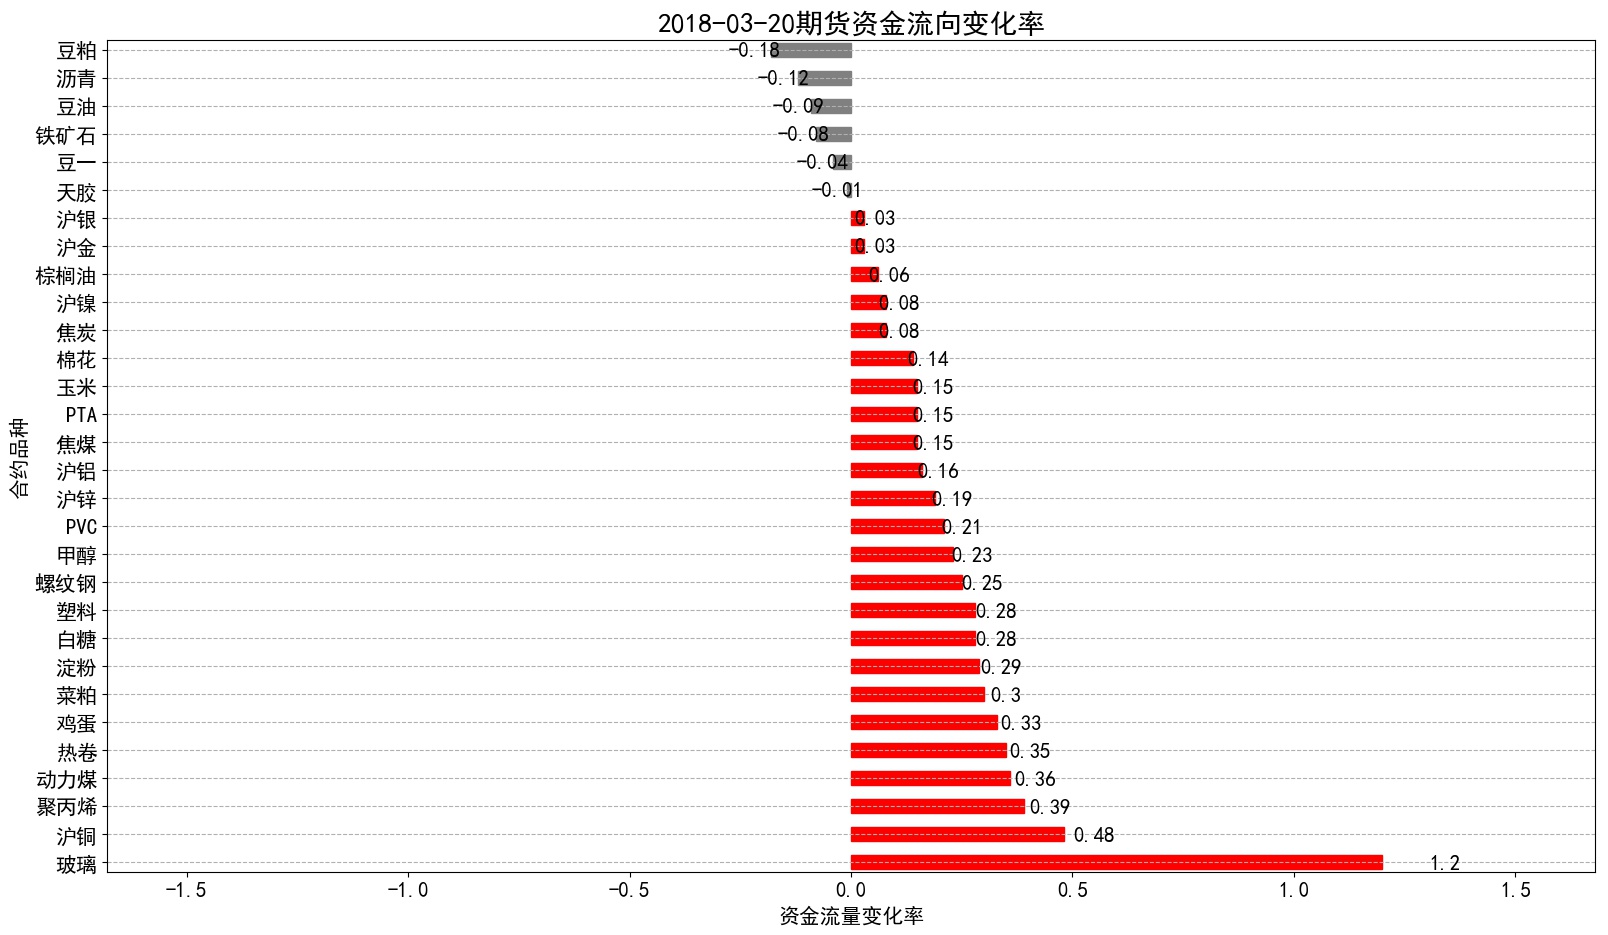 2018-03-20期货资金流向变化率
合约品种
豆粕 -0.18
沥青 -0.12
豆油 -0.09
铁矿石 -0.08
豆一 -0.04
天胶 -0.01
沪银 0.03
沪金 0.03
棕榈油 0.06
沪镍 0.08
焦炭 0.08
棉花 0.14
玉米 0.15
PTA 0.15
焦煤 0.15
沪铝 0.16
沪锌 0.19
PVC 0.21
甲醇 0.23
螺纹钢 0.25
塑料 0.28
白糖 0.28
淀粉 0.29
菜粕 0.3
鸡蛋 0.33
热卷 0.35
动力煤 0.36
聚丙烯 0.39
沪铜 0.48
玻璃 1.2
-1.5 -1.0 -0.5 0.0 0.5 1.0 1.5
资金流量变化率